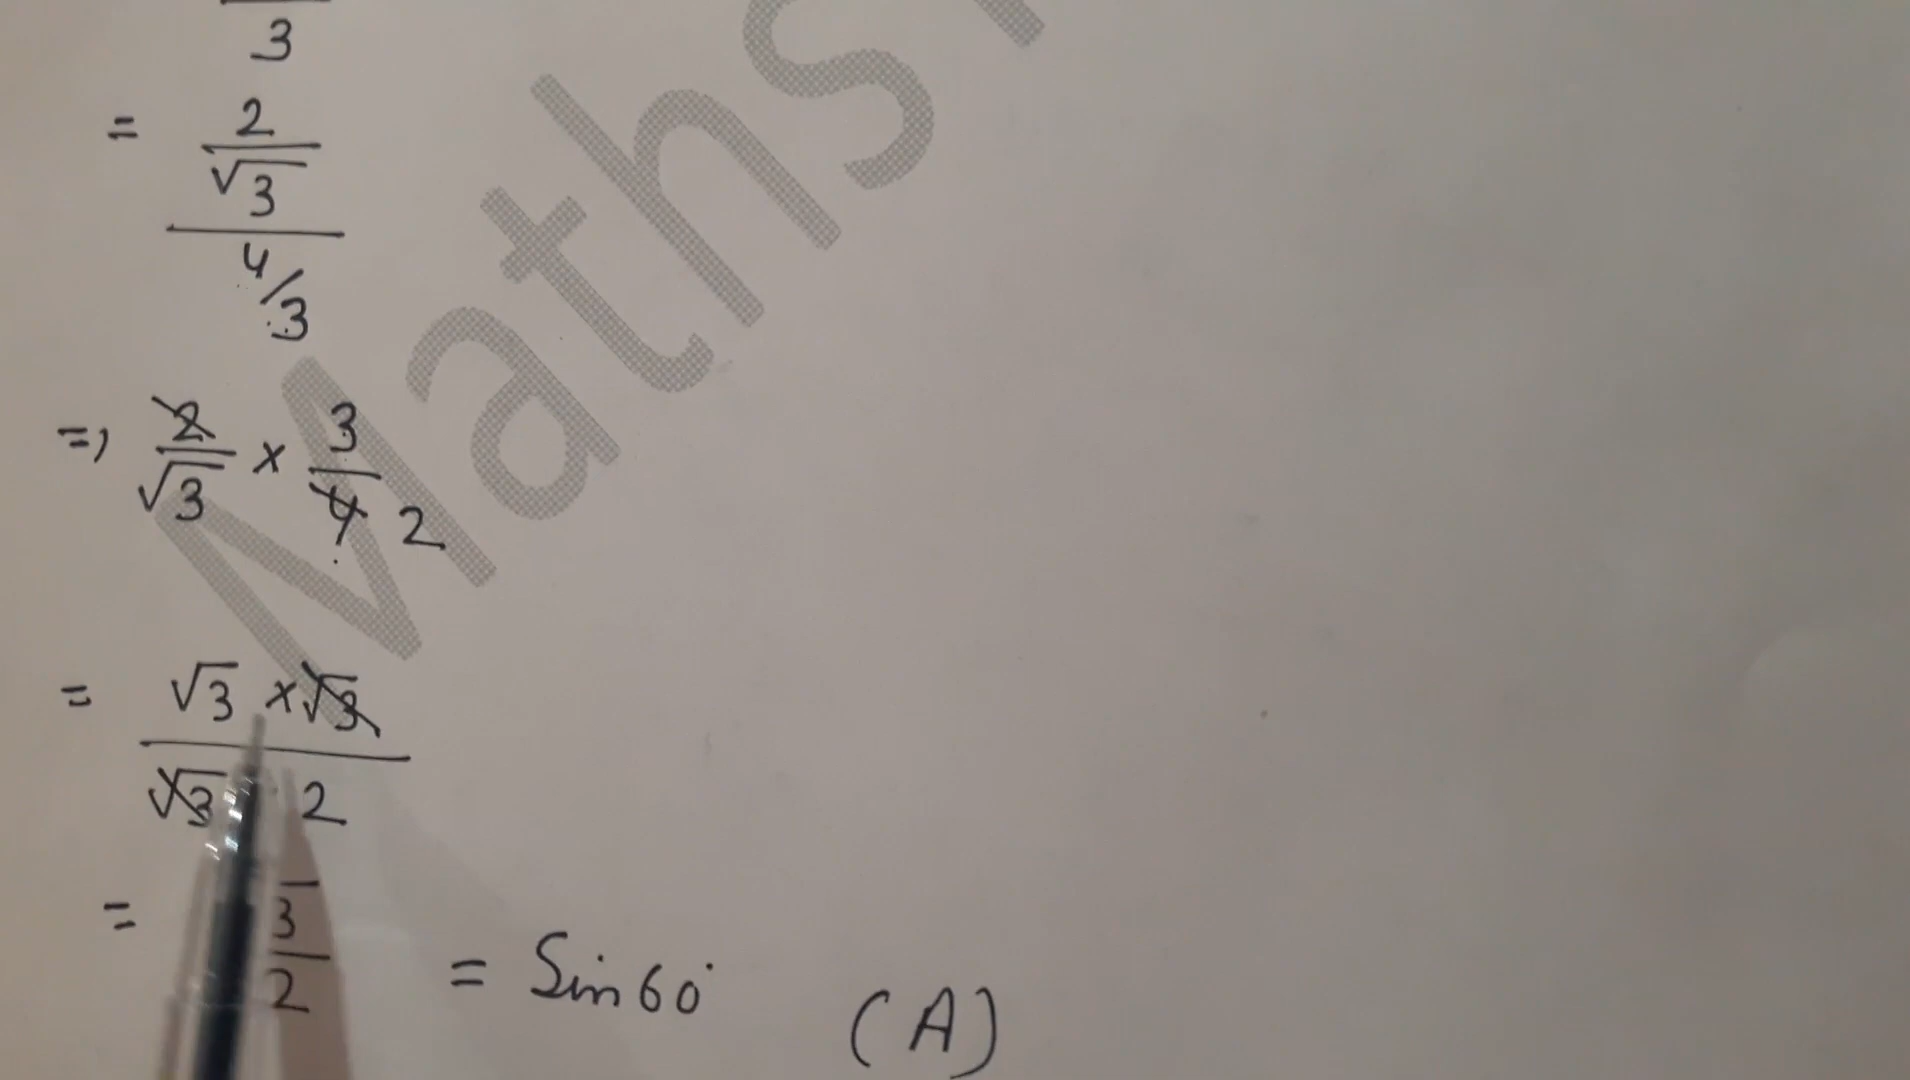 3
= 2
√3
4/3
=, 2/√3 × 3/4 2
= √3 × √3
√3 2
= 3/2 = Sin 60° (A)
Maths